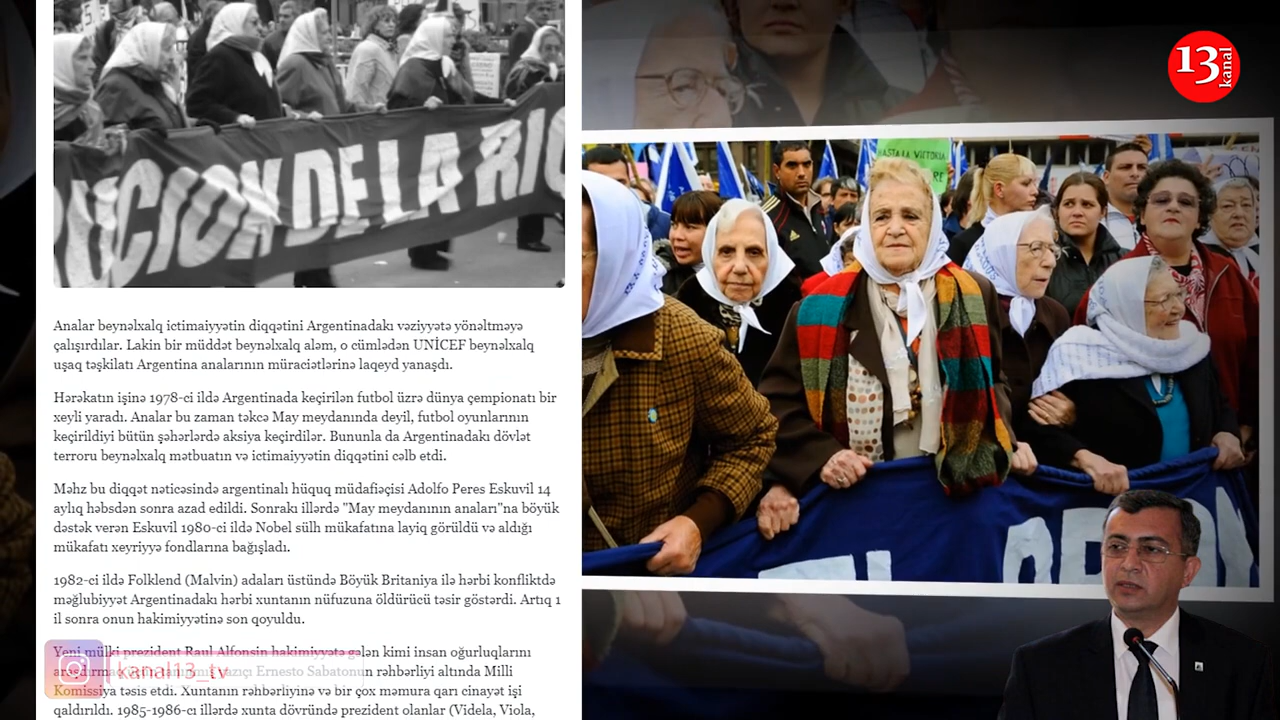 UCION DE LA RIO
Analar beynəlxalq ictimaiyyətin diqqətini Argentinadakı vəziyyətə yönəltməyə
çalışırdılar. Lakin bir müddət beynəlxalq aləm, o cümlədən UNİCEF beynəlxalq
uşaq təşkilatı Argentina analarının müraciətlərinə laqeyd yanaşdı.
Hərəkatın işinə 1978-ci ildə Argentinada keçirilən futbol üzrə dünya çempionatı bir
xeyli yaradı. Analar bu zaman təkcə May meydanında deyil, futbol oyunlarının
keçirildiyi bütün şəhərlərdə aksiya keçirdilər. Bununla da Argentinadakı dövlət
terroru beynəlxalq mətbuatın və ictimaiyyətin diqqətini cəlb etdi.
Məhz bu diqqət nəticəsində argentinalı hüquq müdafiəçisi Adolfo Peres Eskuvil 14
aylıq həbsdən sonra azad edildi. Sonrakı illərdə "May meydanının anaları"na böyük
dəstək verən Eskuvil 1980-ci ildə Nobel sülh mükafatına layiq görüldü və aldığı
mükafatı xeyriyyə fondlarına bağışladı.
1982-ci ildə Folklend (Malvin) adaları üstündə Böyük Britaniya ilə hərbi konfliktdə
məğlubiyyət Argentinadakı hərbi xuntanın nüfuzuna öldürücü təsir göstərdi. Artıq 1
il sonra onun hakimiyyətinə son qoyuldu.
Yeni mülki prezident Raul Alfonsin hakimiyyətə gələn kimi insan oğurluqlarını
yazıçı Ernesto Sabatonun rəhbərliyi altında Milli
Komissiya təsis etdi. Xuntanın rəhbərliyinə və bir çox məmura qarı cinayət işi
qaldırıldı. 1985-1986-cı illərdə xunta dövründə prezident olanlar (Videla, Viola,
kanal13_tv
13 kanal
HASTA LA VICTORIA